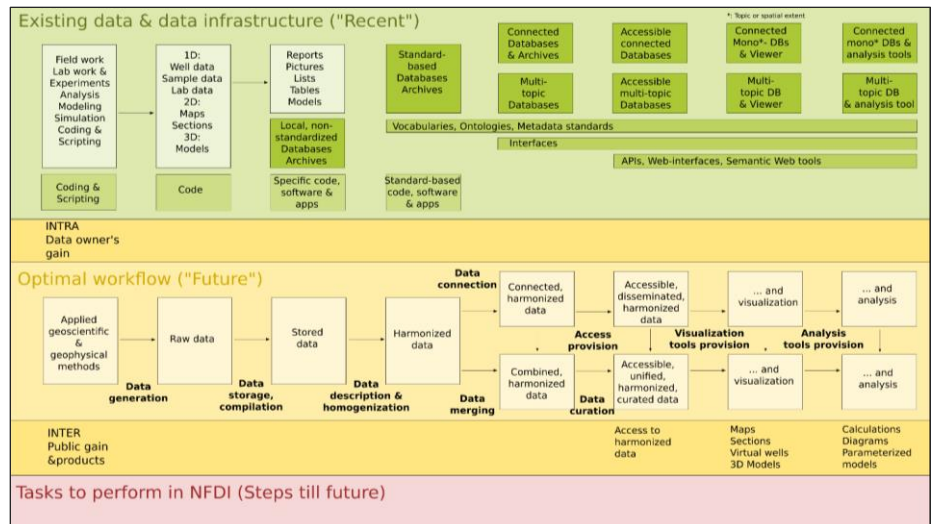 Existing data & data infrastructure ("Recent")
*: Topic or spatial extent
Field work
Lab work &
Experiments
Analysis
Modeling
Simulation
Coding &
Scripting
1D:
Well data
Sample data
Lab data
2D:
Maps
Sections
3D:
Models
Reports
Pictures
Lists
Tables
Models
Local, non-
standardized
Databases
Archives
Standard-
based
Databases
Archives
Connected
Databases
& Archives
Accessible
connected
Databases
Connected
Mono*- DBs
& Viewer
Connected
mono* DBs &
analysis tools
Multi-
topic
Databases
Accessible
multi-topic
Databases
Multi-
topic DB
& Viewer
Multi-
topic DB
& analysis tool
Vocabularies, Ontologies, Metadata standards
Interfaces
APIs, Web-interfaces, Semantic Web tools
Coding &
Scripting
Code
Specific code,
software &
apps
Standard-based
code, software
& apps
INTRA
Data owner's
gain
Optimal workflow ("Future")
Applied
geoscientific
&
geophysical
methods
Data
generation
Raw data
Data
storage,
compilation
Stored
data
Data
description &
homogenization
Harmonized
data
Data
connection
Data
merging
Connected,
harmonized
data
Accessible,
disseminated,
harmonized
data
... and
visualization
... and
analysis
Access
provision
Visualization
tools provision
Analysis
tools provision
Combined,
harmonized
data
Data
curation
Accessible,
unified,
harmonized,
curated data
... and
visualization
... and
analysis
INTER
Public gain
&products
Access to
harmonized
data
Maps
Sections
Virtual wells
3D Models
Calculations
Diagrams
Parameterized
models
Tasks to perform in NFDI (Steps till future)